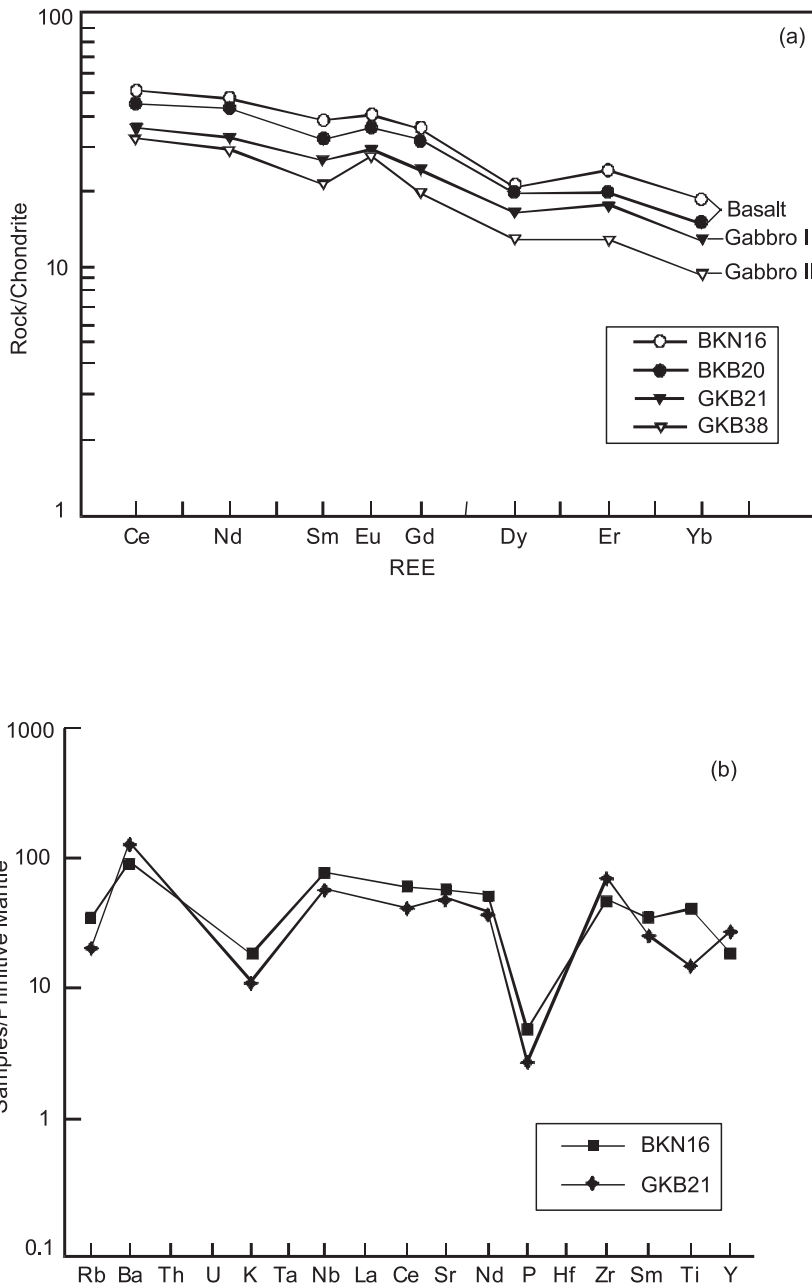 100
(a)
Rock/Chondrite
Basalt
Gabbro I
10
Gabbro II
BKN16
BKB20
GKB21
GKB38
1
Ce Nd Sm Eu Gd Dy Er Yb
REE
1000
(b)
100
Samples/Primitive Mantle
10
1
BKN16
GKB21
0.1
Rb Ba Th U K Ta Nb La Ce Sr Nd P Hf Zr Sm Ti Y